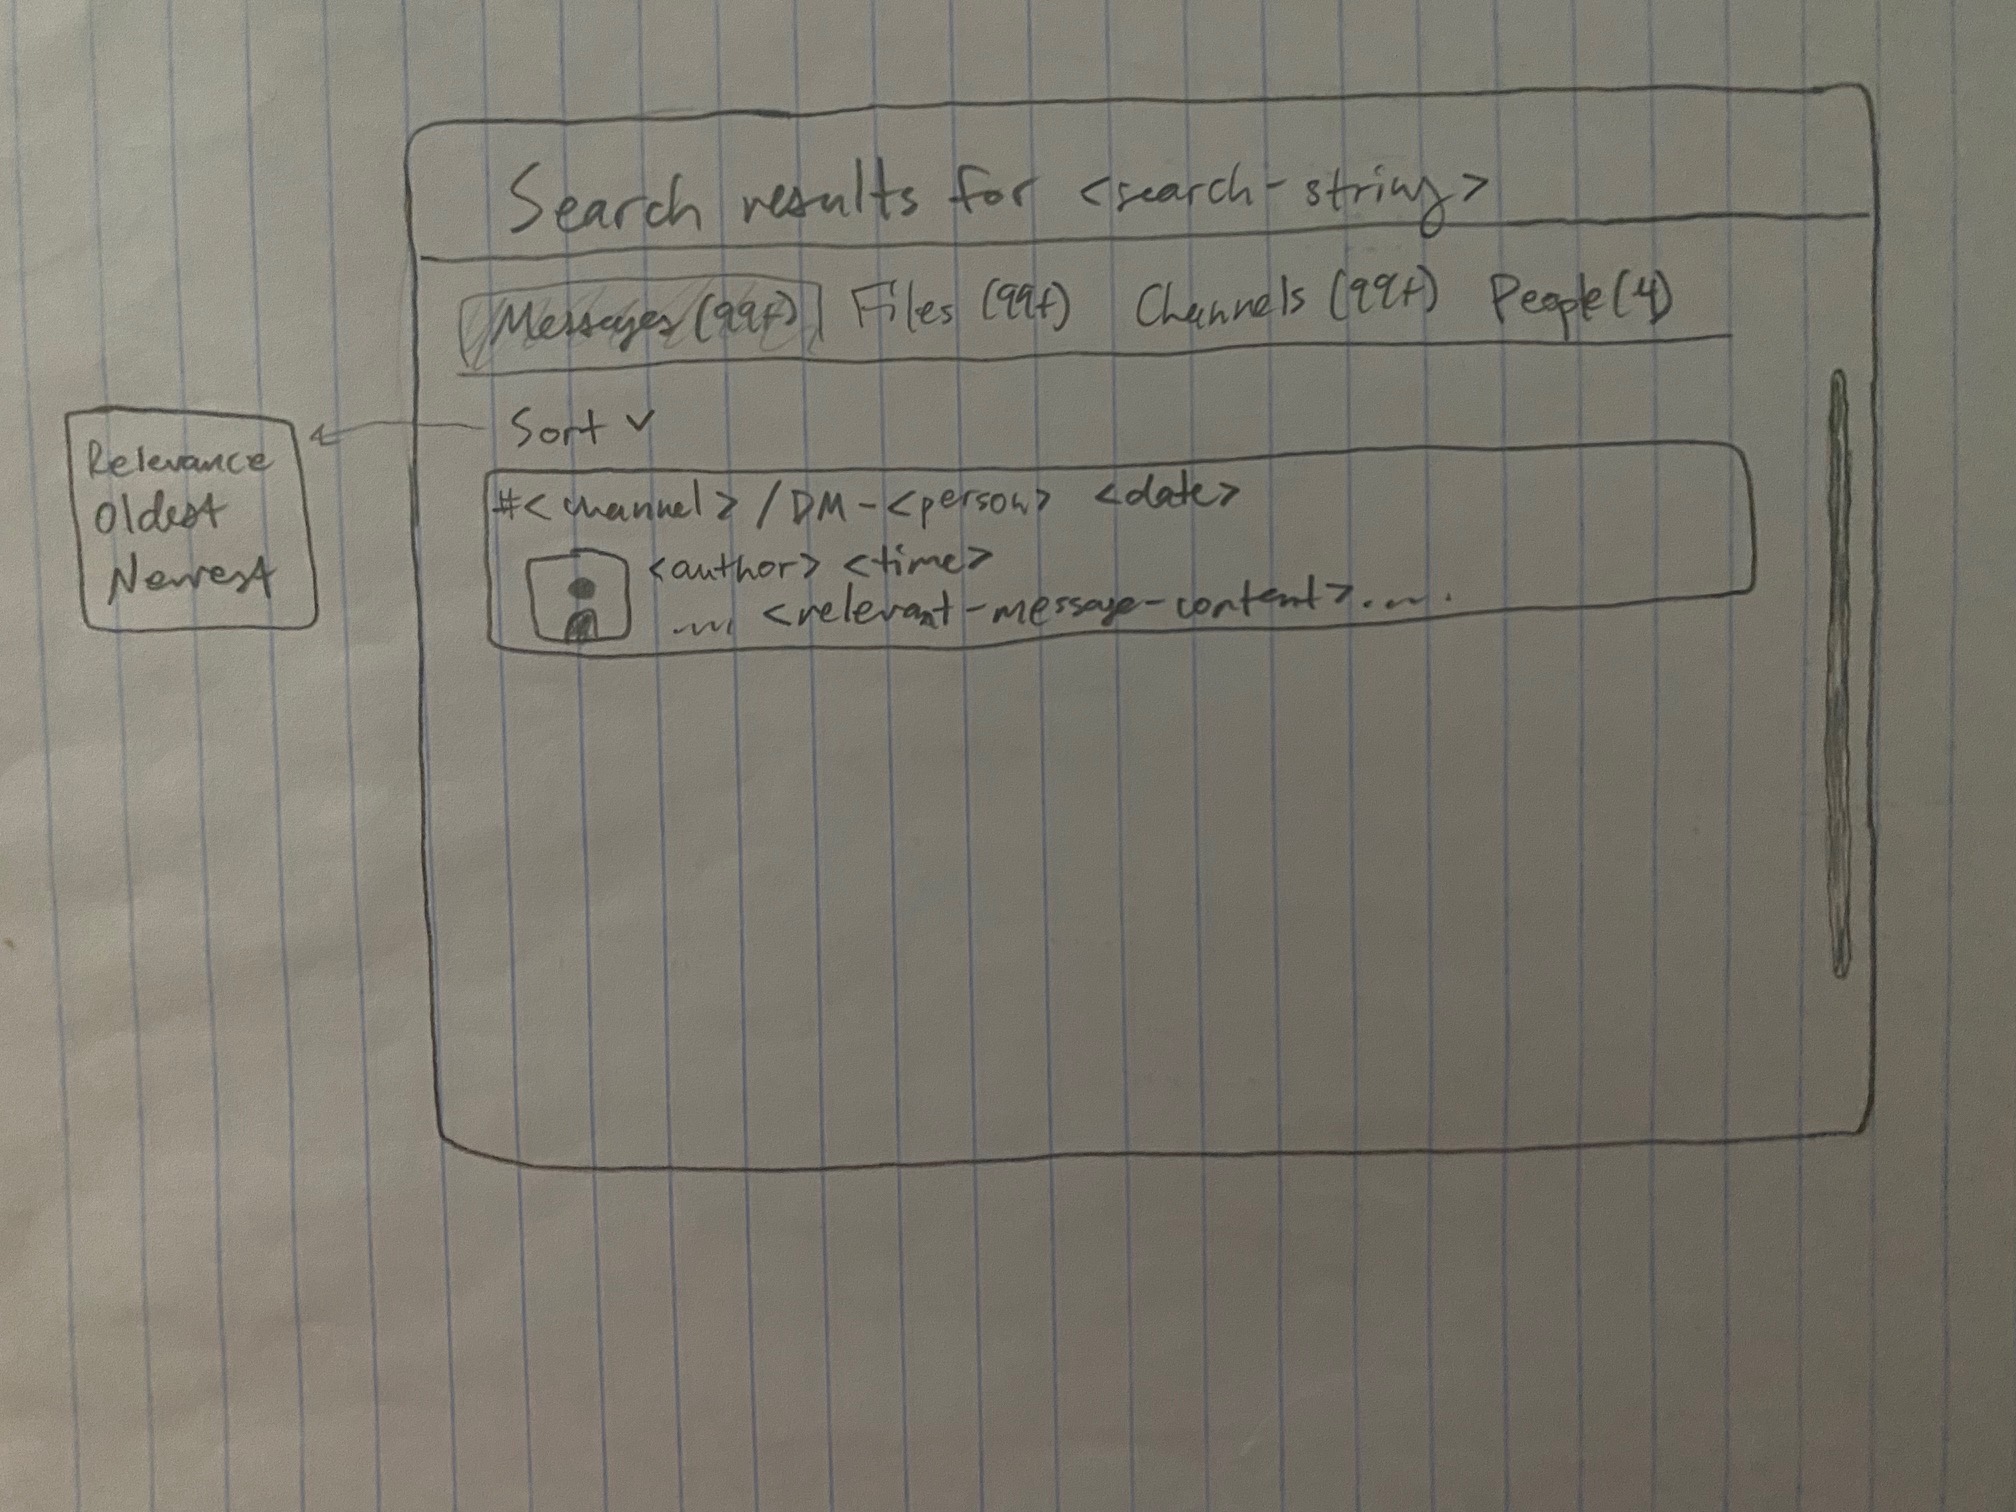 Search results for <search-string>
Messages (99+) Files (99+) Channels (99+) People (4)
Sort
Relevance
Oldest
Newest
#<channel> / DM - <person> <date>
<author> <time>
.... <relevant-message-content> .....